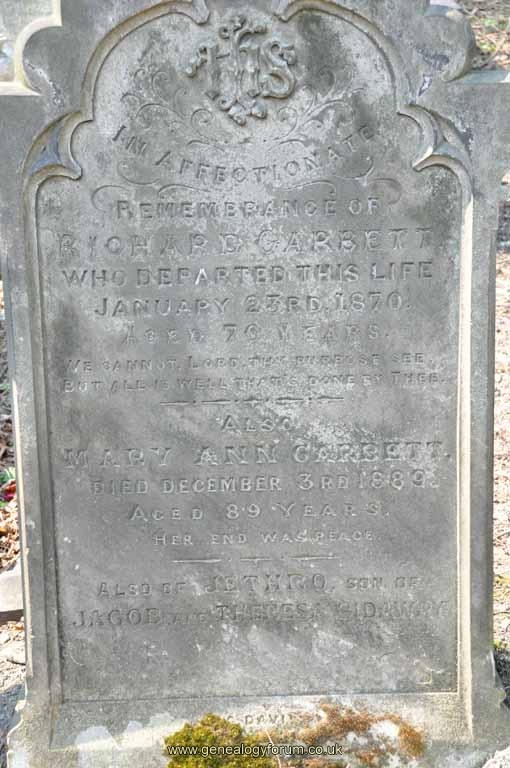 IHS
IN AFFECTIONATE
REMEMBRANCE OF
RICHARD GARBETT,
WHO DEPARTED THIS LIFE
JANUARY 23RD, 1870.
AGED 79 YEARS.
WE CANNOT, LORD, THY PURPOSE SEE,
BUT ALL IS WELL THAT'S DONE BY THEE.
ALSO
MARY ANN GARBETT,
DIED DECEMBER 3RD 1889.
AGED 89 YEARS.
HER END WAS PEACE.
ALSO OF JETHRO, SON OF
JACOB AND THERESA SIDAWAY
www.genealogyforum.co.uk